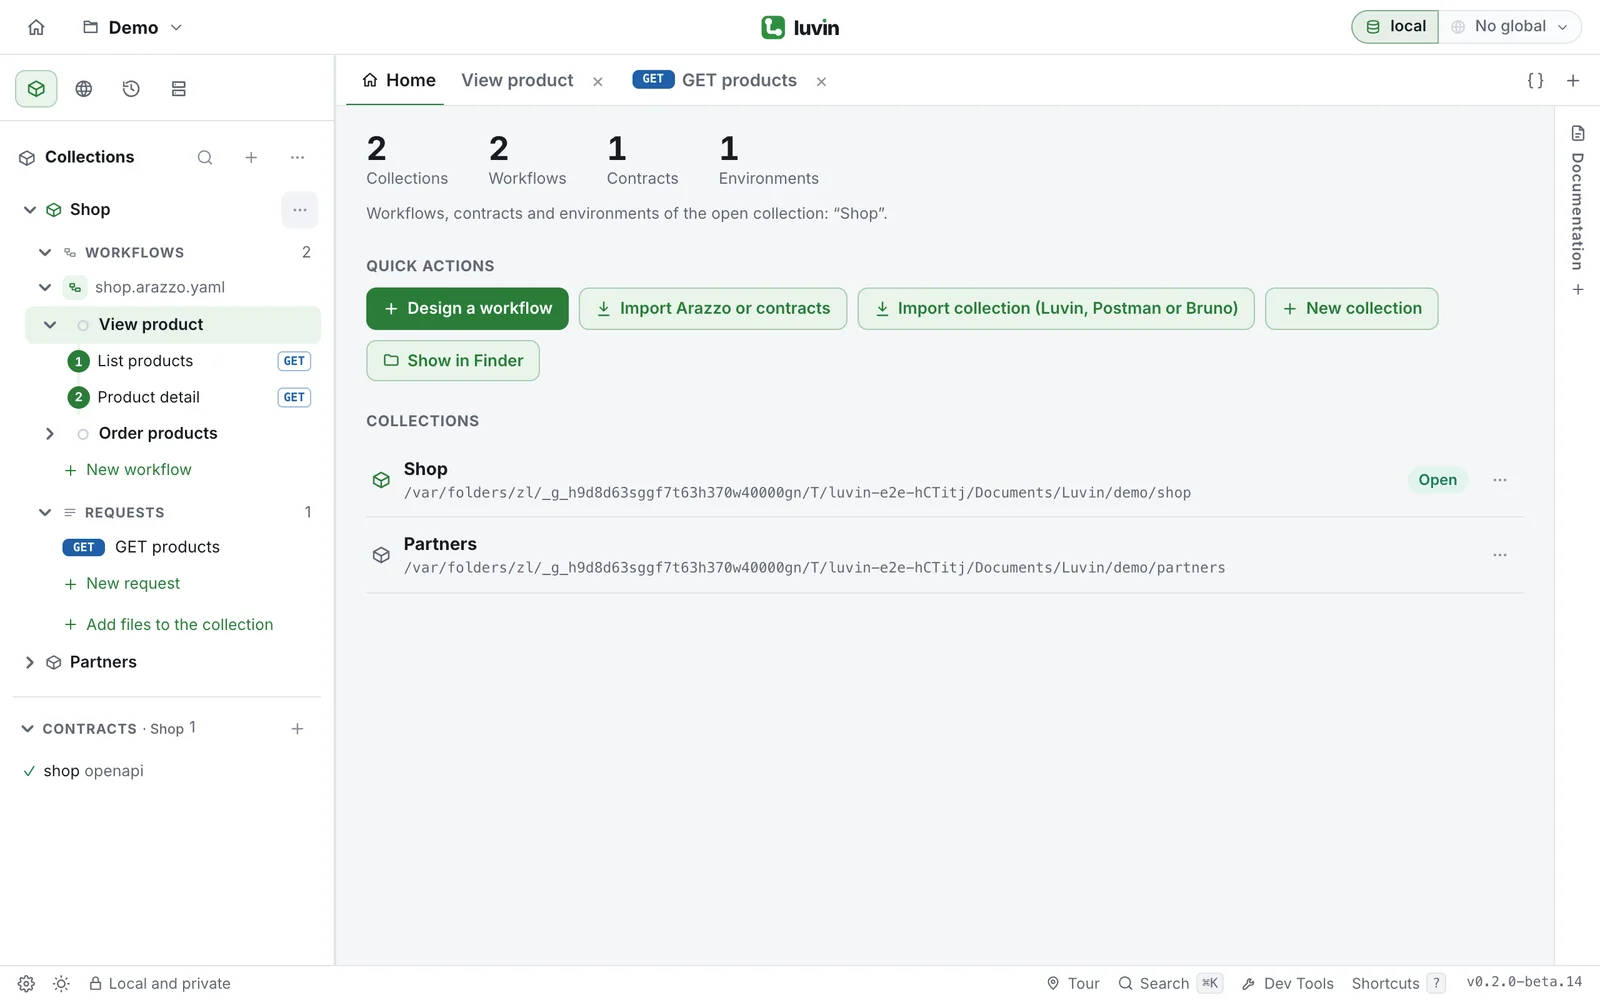 Demo
luvin
local
No global
Home
View product
GET GET products
{}
Collections
Shop
WORKFLOWS 2
shop.arazzo.yaml
View product
1 List products GET
2 Product detail GET
Order products
+ New workflow
REQUESTS 1
GET GET products
+ New request
+ Add files to the collection
Partners
CONTRACTS · Shop 1
shop openapi
2 Collections
2 Workflows
1 Contracts
1 Environments
Workflows, contracts and environments of the open collection: “Shop”.
QUICK ACTIONS
+ Design a workflow
Import Arazzo or contracts
Import collection (Luvin, Postman or Bruno)
+ New collection
Show in Finder
COLLECTIONS
Shop
/var/folders/zl/_g_h9d8d63sggf7t63h370w40000gn/T/luvin-e2e-hCTitj/Documents/Luvin/demo/shop
Open
Partners
/var/folders/zl/_g_h9d8d63sggf7t63h370w40000gn/T/luvin-e2e-hCTitj/Documents/Luvin/demo/partners
Documentation
Local and private
Tour
Search ⌘K
Dev Tools
Shortcuts ?
v0.2.0-beta.14